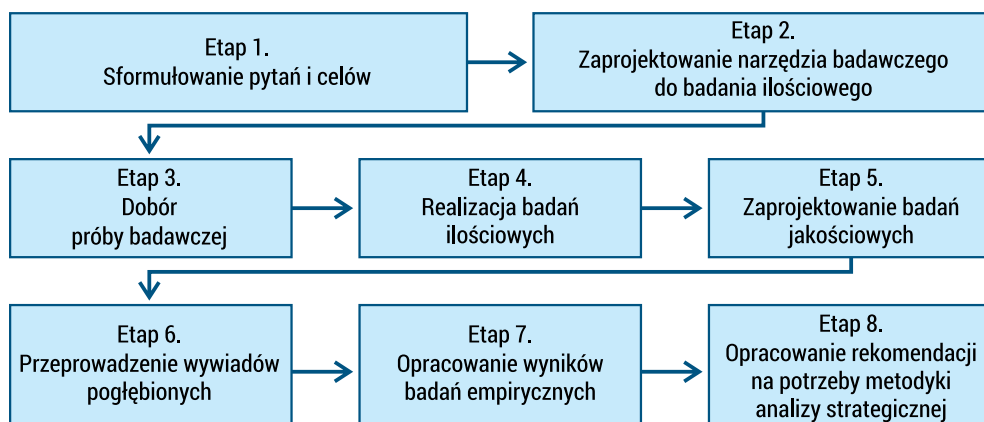 Etap 1.
Sformułowanie pytań i celów
Etap 2.
Zaprojektowanie narzędzia badawczego
do badania ilościowego
Etap 3.
Dobór
próby badawczej
Etap 4.
Realizacja badań
ilościowych
Etap 5.
Zaprojektowanie badań
jakościowych
Etap 6.
Przeprowadzenie wywiadów
pogłębionych
Etap 7.
Opracowanie wyników
badań empirycznych
Etap 8.
Opracowanie rekomendacji
na potrzeby metodyki
analizy strategicznej